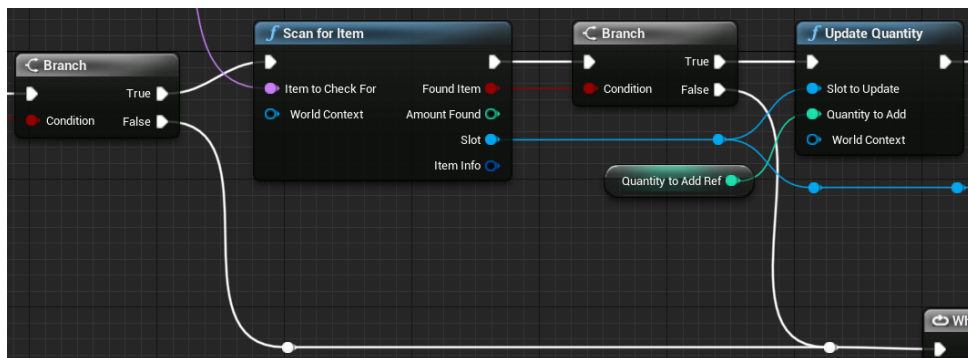 Branch
True
Condition
False
f Scan for Item
Item to Check For
Found Item
World Context
Amount Found
Slot
Item Info
Branch
True
Condition
False
Quantity to Add Ref
f Update Quantity
Slot to Update
Quantity to Add
World Context